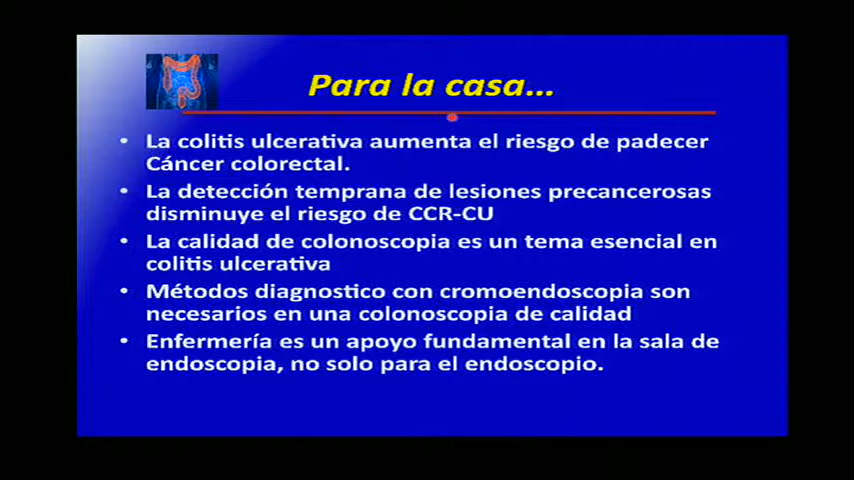 Para la casa...
• La colitis ulcerativa aumenta el riesgo de padecer
Cáncer colorectal.
• La detección temprana de lesiones precancerosas
disminuye el riesgo de CCR-CU
• La calidad de colonoscopia es un tema esencial en
colitis ulcerativa
• Métodos diagnostico con cromoendoscopia son
necesarios en una colonoscopia de calidad
• Enfermería es un apoyo fundamental en la sala de
endoscopia, no solo para el endoscopio.